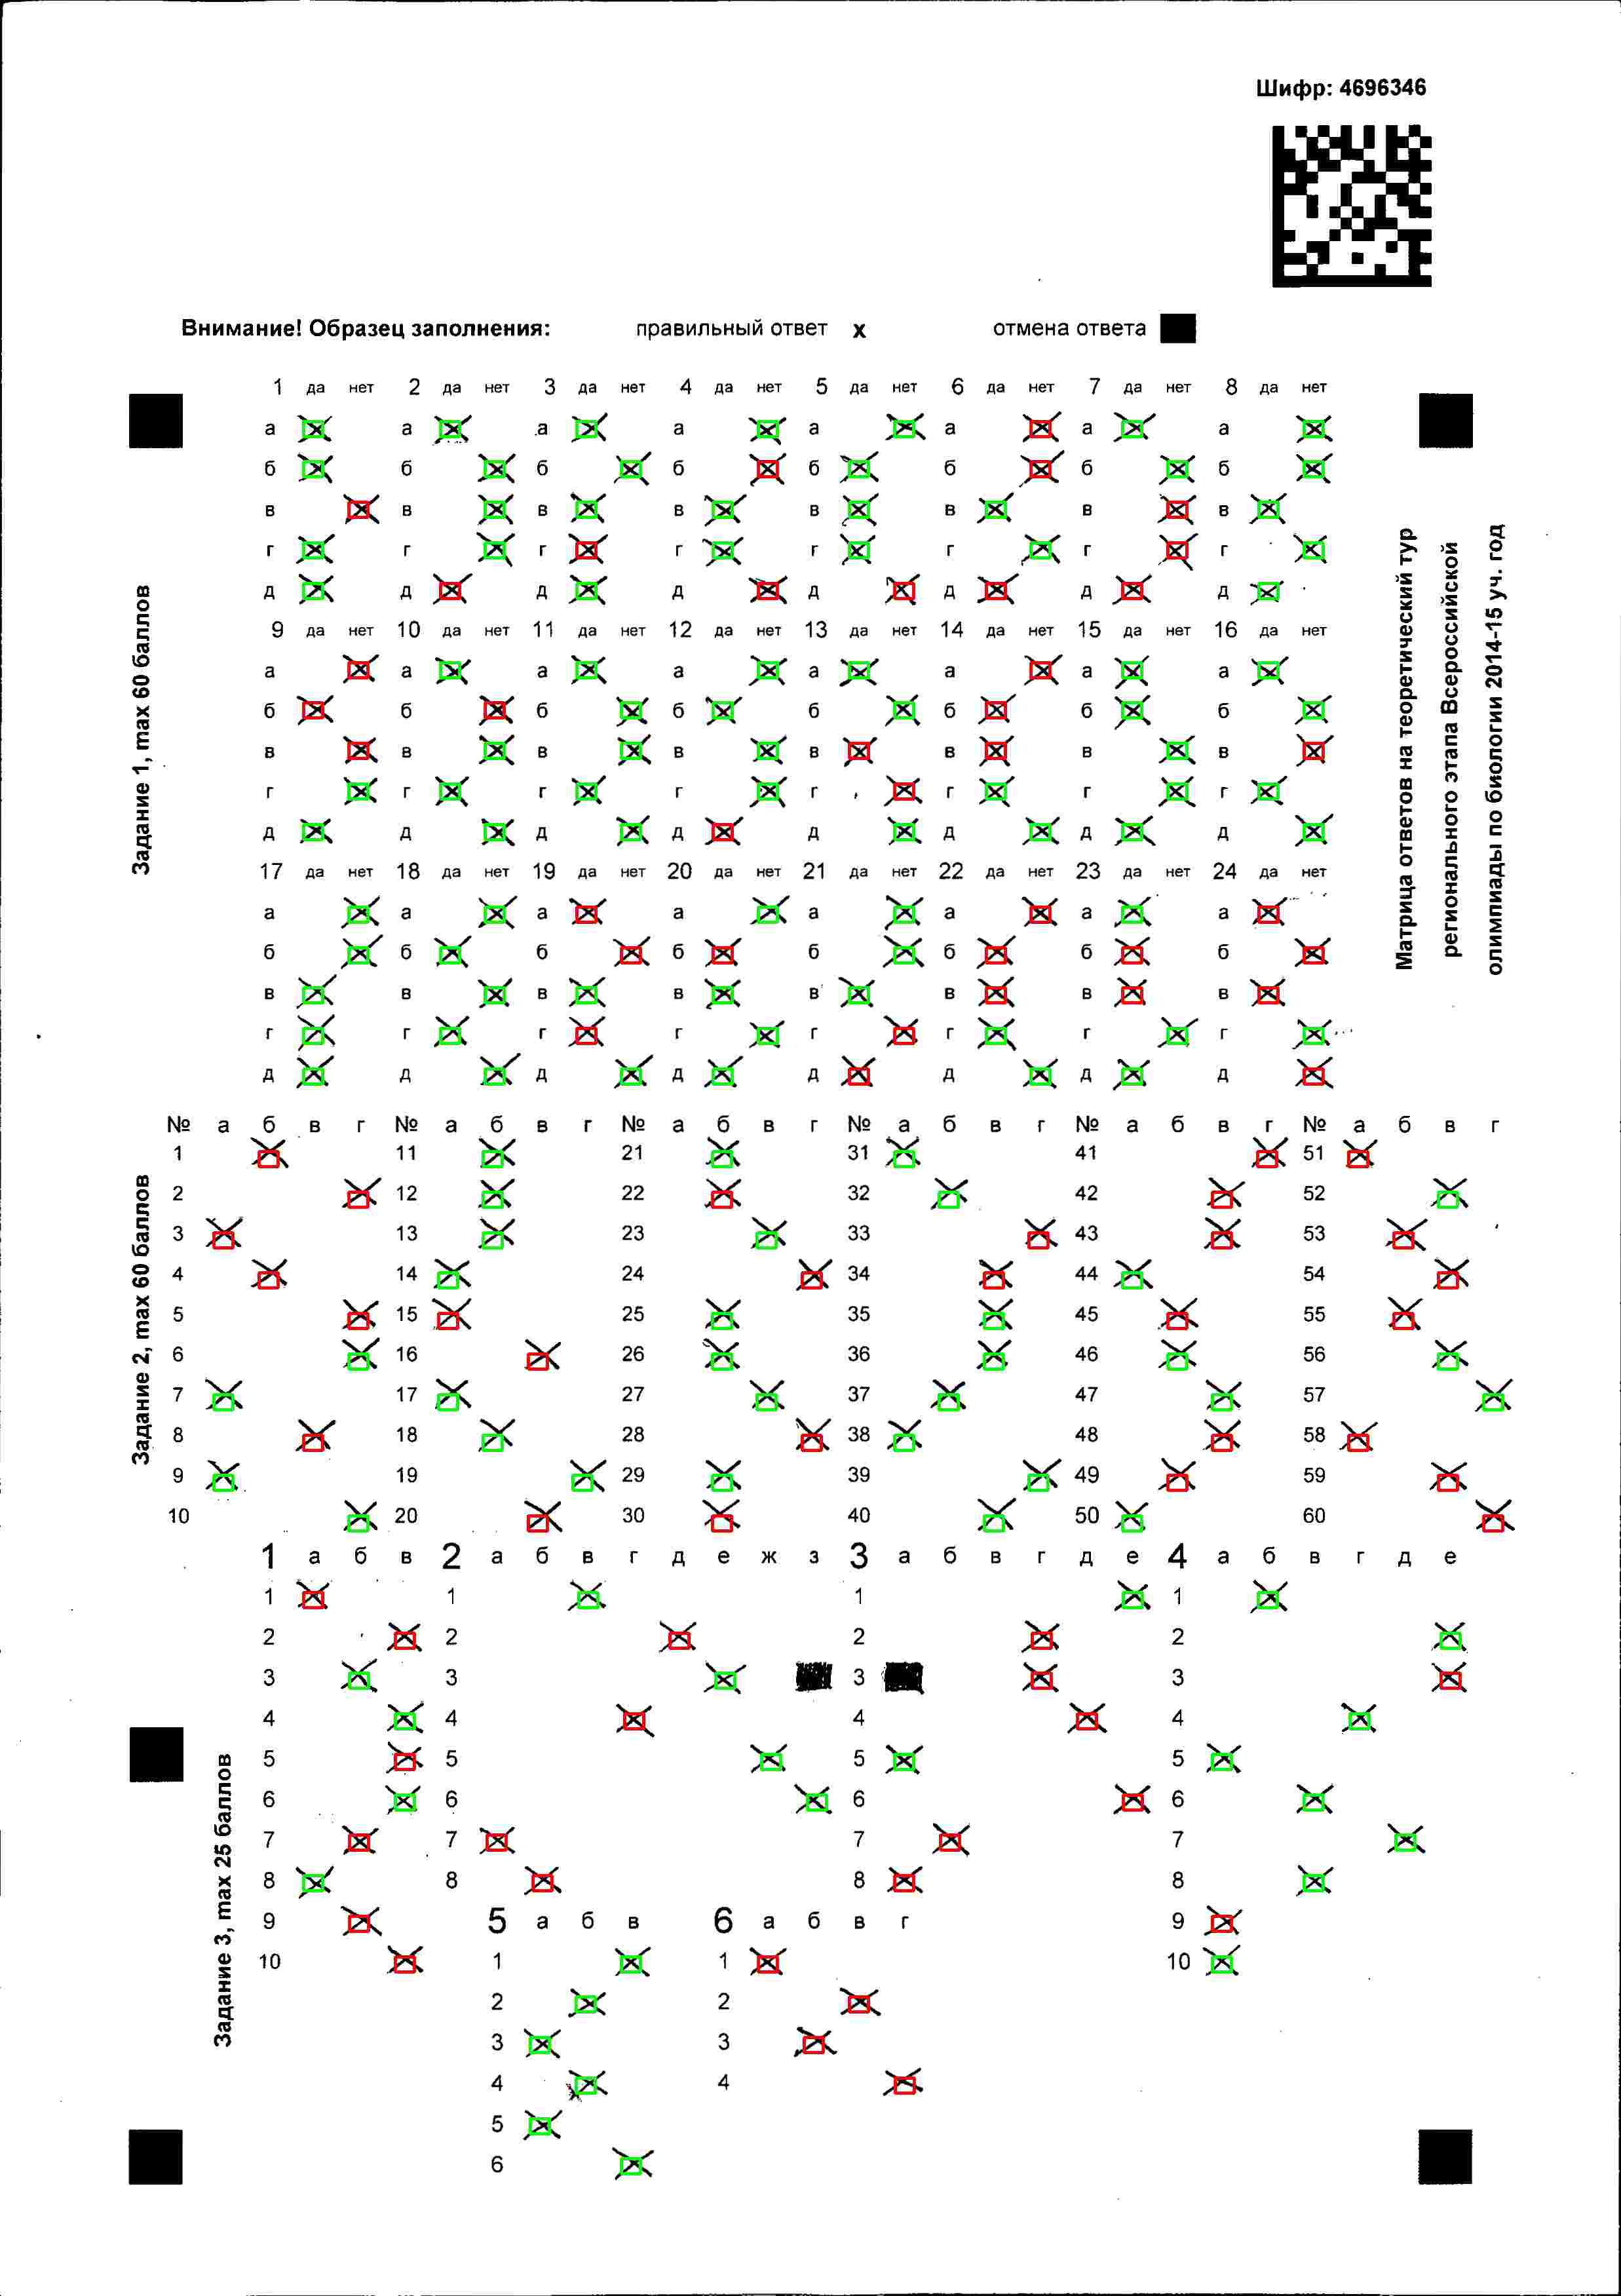 Шифр: 4696346
Внимание! Образец заполнения: правильный ответ х отмена ответа
Задание 1, max 60 баллов
1 да нет 2 да нет 3 да нет 4 да нет 5 да нет 6 да нет 7 да нет 8 да нет
а а а а а а а а
б б б б б б б б
в в в в в в в в
г г г г г г г г
д д д д д д д д
9 да нет 10 да нет 11 да нет 12 да нет 13 да нет 14 да нет 15 да нет 16 да нет
а а а а а а а а
б б б б б б б б
в в в в в в в в
г г г г г г г г
д д д д д д д д
17 да нет 18 да нет 19 да нет 20 да нет 21 да нет 22 да нет 23 да нет 24 да нет
а а а а а а а а
б б б б б б б б
в в в в в в в в
г г г г г г г г
д д д д д д д д
Матрица ответов на теоретический тур
регионального этапа Всероссийской
олимпиады по биологии 2014-15 уч. год
Задание 2, max 60 баллов
№ а б в г № а б в г № а б в г № а б в г № а б в г № а б в г
1 11 21 31 41 51
2 12 22 32 42 52
3 13 23 33 43 53
4 14 24 34 44 54
5 15 25 35 45 55
6 16 26 36 46 56
7 17 27 37 47 57
8 18 28 38 48 58
9 19 29 39 49 59
10 20 30 40 50 60
Задание 3, max 25 баллов
1 а б в 2 а б в г д е ж з 3 а б в г д е 4 а б в г д е
1 1 1 1
2 2 2 2
3 3 3 3
4 4 4 4
5 5 5 5
6 6 6 6
7 7 7 7
8 8 8 8
9 5 а б в 6 а б в г 9
10 1 1 10
2 2
3 3
4 4
5
6